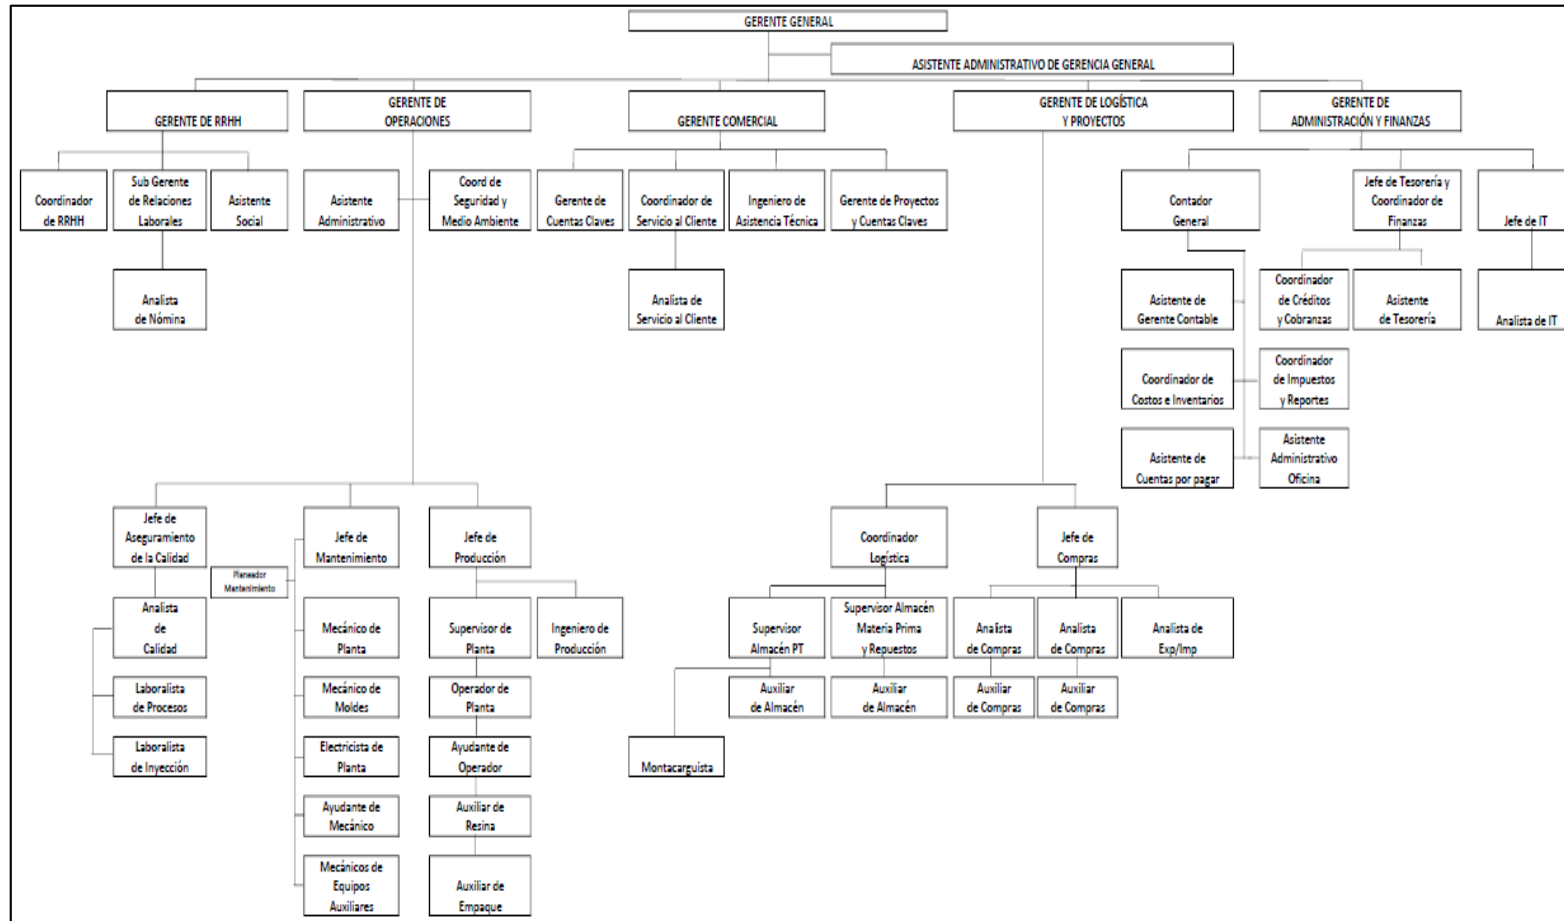 GERENTE GENERAL
ASISTENTE ADMINISTRATIVO DE GERENCIA GENERAL
GERENTE DE RRHH
GERENTE DE
OPERACIONES
GERENTE COMERCIAL
GERENTE DE LOGÍSTICA
Y PROYECTOS
GERENTE DE
ADMINISTRACIÓN Y FINANZAS
Coordinador
de RRHH
Sub Gerente
de Relaciones
Laborales
Asistente
Social
Asistente
Administrativo
Coord de
Seguridad y
Medio Ambiente
Gerente de
Cuentas Claves
Coordinador de
Servicio al Cliente
Ingeniero de
Asistencia Técnica
Gerente de Proyectos
y Cuentas Claves
Contador
General
Jefe de Tesorería y
Coordinador de
Finanzas
Jefe de IT
Analista
de Nómina
Analista de
Servicio al Cliente
Asistente de
Gerente Contable
Coordinador
de Créditos
y Cobranzas
Asistente
de Tesorería
Analista de IT
Coordinador de
Costos e Inventarios
Coordinador
de Impuestos
y Reportes
Asistente de
Cuentas por pagar
Asistente
Administrativo
Oficina
Jefe de
Aseguramiento
de la Calidad
Jefe de
Mantenimiento
Jefe de
Producción
Coordinador
Logística
Jefe de
Compras
Planeador
Mantenimiento
Analista
de
Calidad
Mecánico de
Planta
Supervisor de
Planta
Ingeniero de
Producción
Supervisor
Almacén PT
Supervisor Almacén
Materia Prima
y Repuestos
Analista
de Compras
Analista
de Compras
Analista de
Exp/Imp
Laboralista
de Procesos
Mecánico de
Moldes
Operador de
Planta
Auxiliar
de Almacén
Auxiliar
de Almacén
Auxiliar
de Compras
Auxiliar
de Compras
Laboralista
de Inyección
Electricista de
Planta
Ayudante de
Operador
Montacarguista
Ayudante de
Mecánico
Auxiliar de
Resina
Mecánicos de
Equipos
Auxiliares
Auxiliar de
Empaque